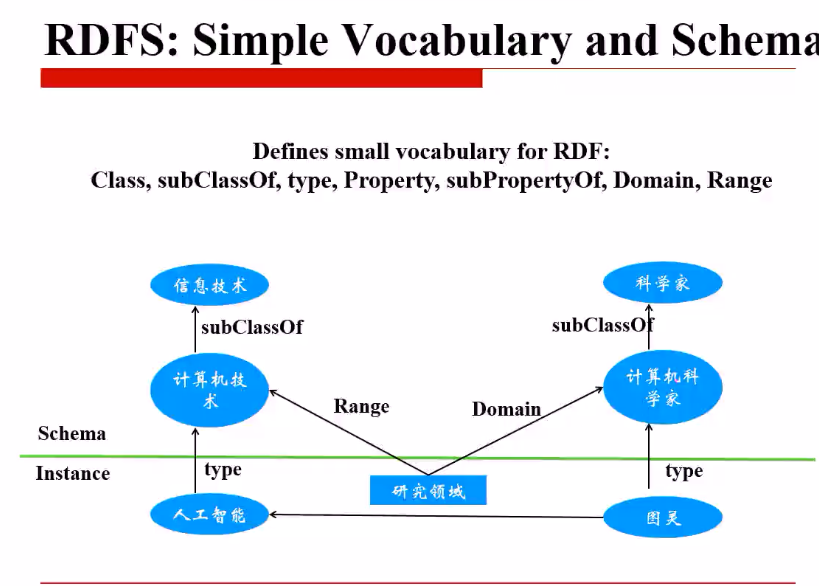 RDFS: Simple Vocabulary and Schema
Defines small vocabulary for RDF:
Class, subClassOf, type, Property, subPropertyOf, Domain, Range
信息技术
科学家
subClassOf
subClassOf
计算机技
术
计算机科
学家
Range
Domain
Schema
Instance
type
type
研究领域
人工智能
图灵